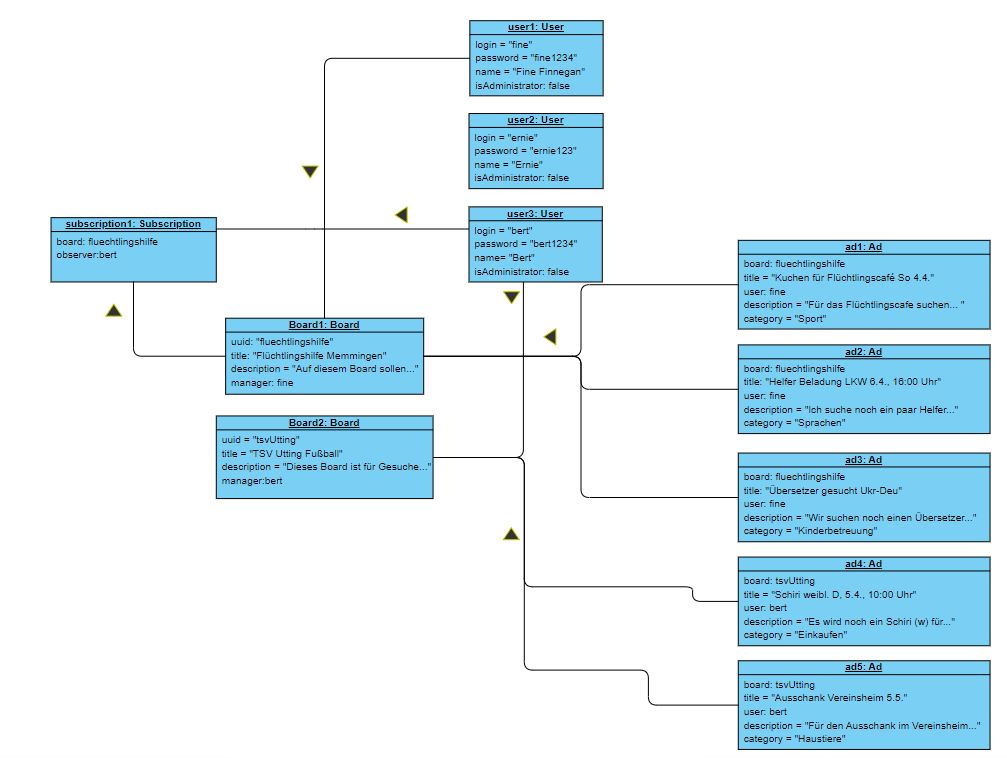 user1: User
login = "fine"
password = "fine1234"
name = "Fine Finnegan"
isAdministrator: false
user2: User
login = "ernie"
password = "ernie123"
name = "Ernie"
isAdministrator: false
user3: User
login = "bert"
password = "bert1234"
name= "Bert"
isAdministrator: false
subscription1: Subscription
board: fluechtlingshilfe
observer:bert
Board1: Board
uuid: "fluechtlingshilfe"
title: "Flüchtlingshilfe Memmingen"
description = "Auf diesem Board sollen..."
manager: fine
Board2: Board
uuid = "tsvUtting"
title = "TSV Utting Fußball"
description = "Dieses Board ist für Gesuche..."
manager:bert
ad1: Ad
board: fluechtlingshilfe
title = "Kuchen für Flüchtlingscafé So 4.4."
user: fine
description = "Für das Flüchtlingscafe suchen... "
category = "Sport"
ad2: Ad
board: fluechtlingshilfe
title: "Helfer Beladung LKW 6.4., 16:00 Uhr"
user: fine
description = "Ich suche noch ein paar Helfer..."
category = "Sprachen"
ad3: Ad
board: fluechtlingshilfe
title: "Übersetzer gesucht Ukr-Deu"
user: fine
description = "Wir suchen noch einen Übersetzer..."
category = "Kinderbetreuung"
ad4: Ad
board: tsvUtting
title = "Schiri weibl. D, 5.4., 10:00 Uhr"
user: bert
description = "Es wird noch ein Schiri (w) für..."
category = "Einkaufen"
ad5: Ad
board: tsvUtting
title = "Ausschank Vereinsheim 5.5."
user: bert
description = "Für den Ausschank im Vereinsheim..."
category = "Haustiere"